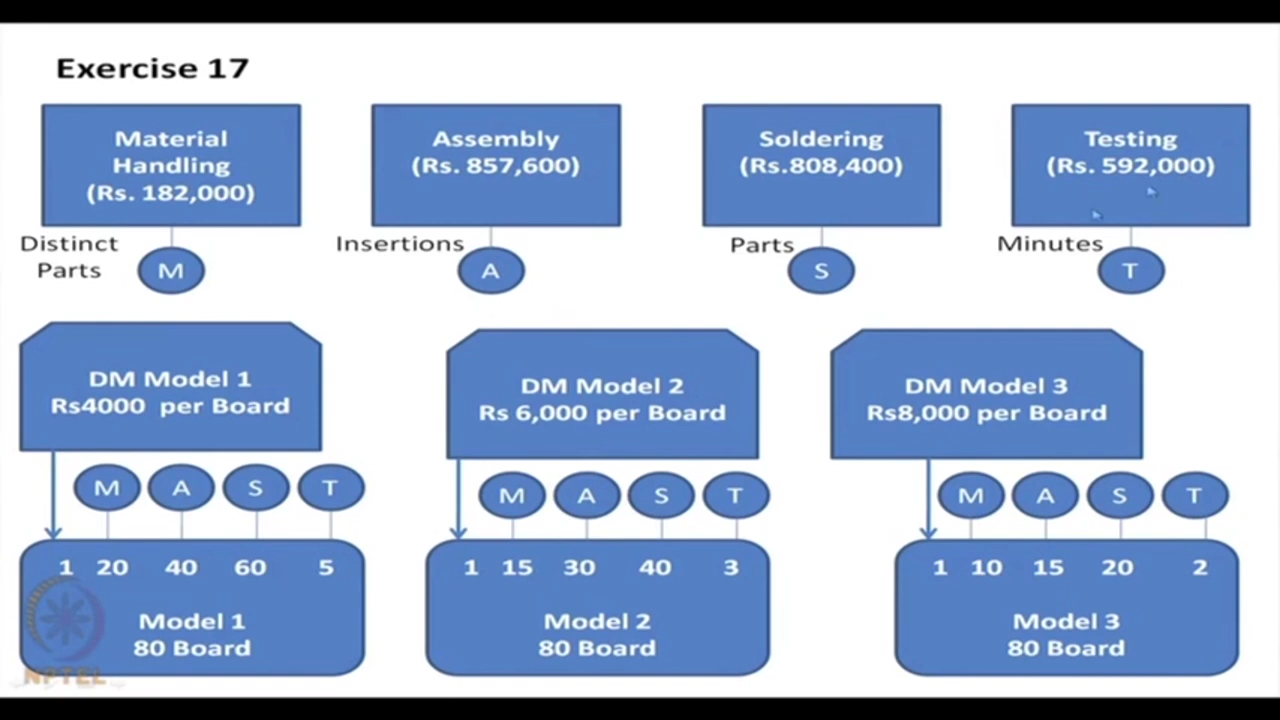 Exercise 17
Material
Handling
(Rs. 182,000)
Assembly
(Rs. 857,600)
Soldering
(Rs.808,400)
Testing
(Rs. 592,000)
Distinct
Parts
M
Insertions
A
Parts
S
Minutes
T
DM Model 1
Rs4000 per Board
DM Model 2
Rs 6,000 per Board
DM Model 3
Rs8,000 per Board
M A S T
M A S T
M A S T
1 20 40 60 5
1 15 30 40 3
1 10 15 20 2
Model 1
80 Board
Model 2
80 Board
Model 3
80 Board
NPTEL